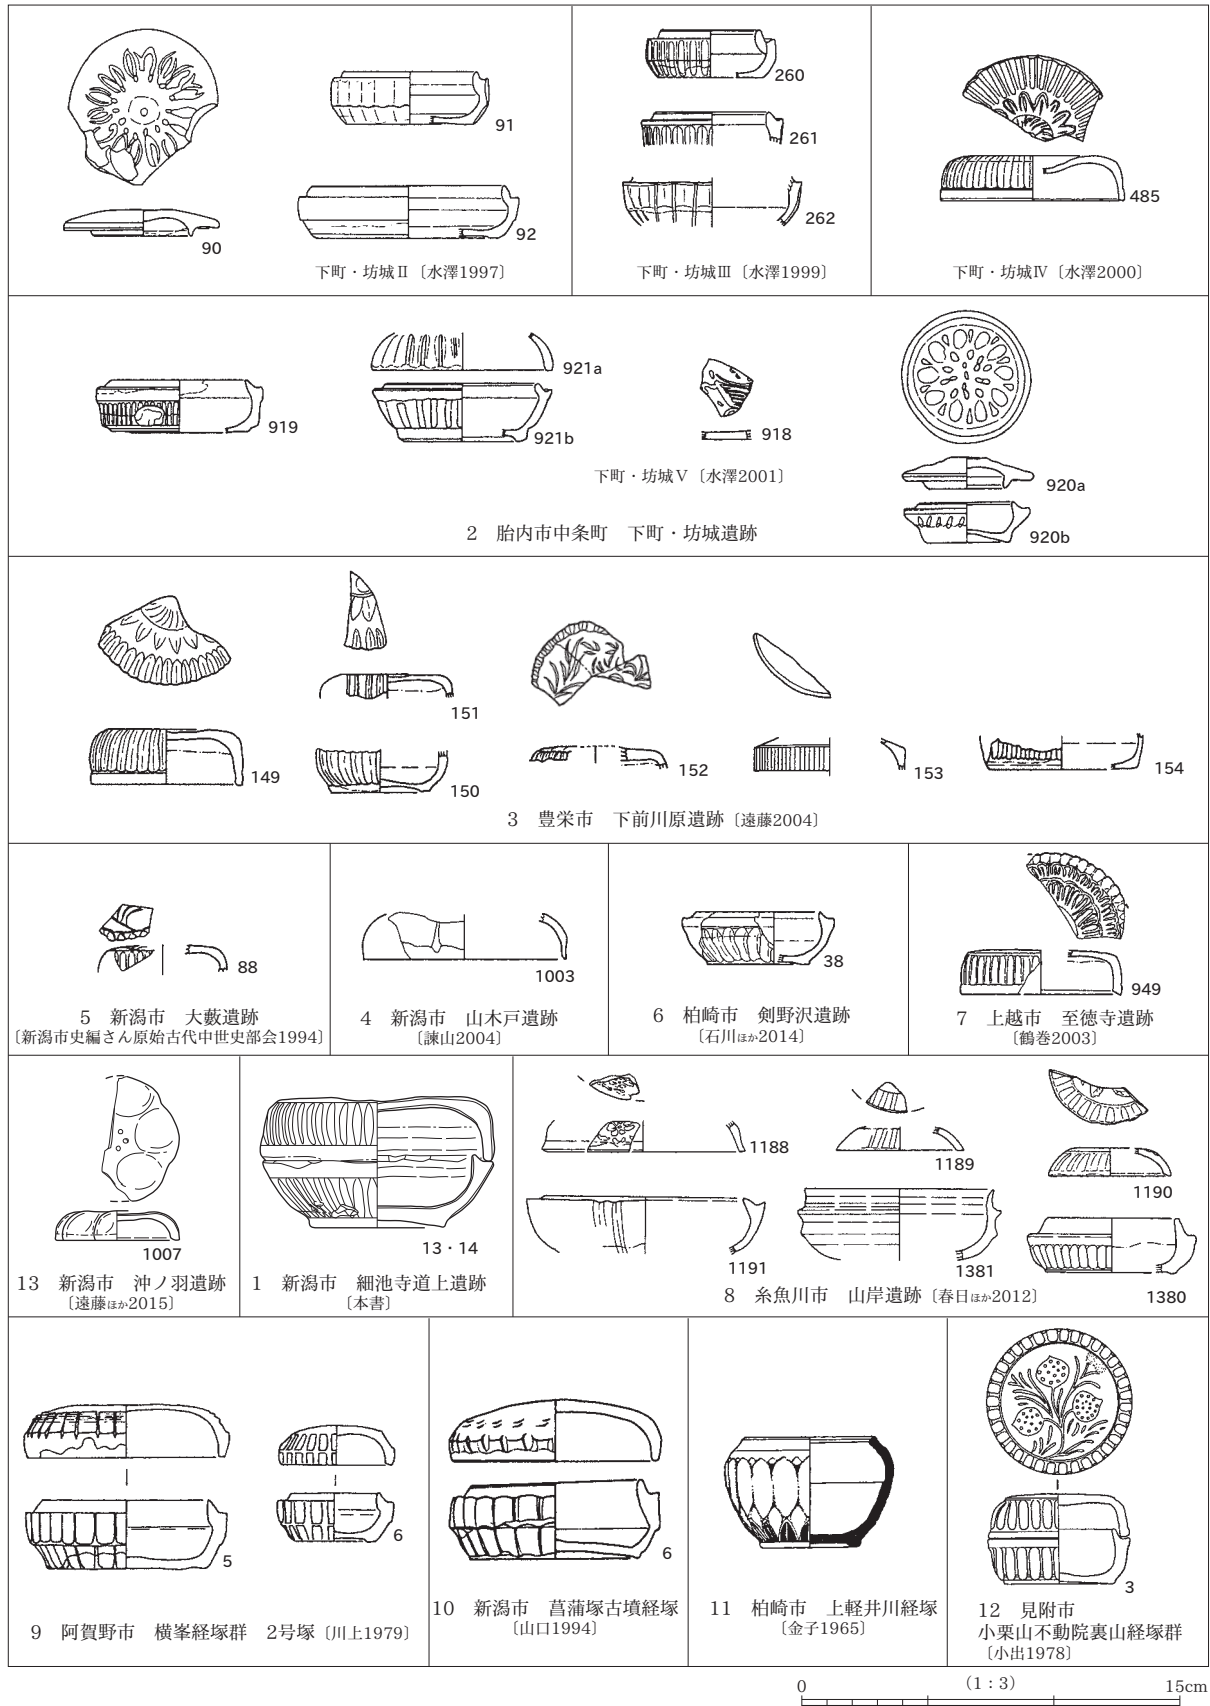 90
91
92
下町・坊城Ⅱ〔水澤1997〕
260
261
262
下町・坊城Ⅲ〔水澤1999〕
485
下町・坊城Ⅳ〔水澤2000〕
919
921a
921b
918
下町・坊城Ⅴ〔水澤2001〕
920a
920b
2　胎内市中条町　下町・坊城遺跡
149
151
150
152
153
154
3　豊栄市　下前川原遺跡〔遠藤2004〕
88
5　新潟市　大藪遺跡
〔新潟市史編さん原始古代中世史部会1994〕
1003
4　新潟市　山木戸遺跡
〔諫山2004〕
38
6　柏崎市　剣野沢遺跡
〔石川ほか2014〕
949
7　上越市　至徳寺遺跡
〔鶴巻2003〕
1007
13　新潟市　沖ノ羽遺跡
〔遠藤ほか2015〕
13・14
1　新潟市　細池寺道上遺跡
〔本書〕
1188
1189
1190
1191
1381
1380
8　糸魚川市　山岸遺跡〔春日ほか2012〕
5
6
9　阿賀野市　横峯経塚群　2号塚〔川上1979〕
6
10　新潟市　菖蒲塚古墳経塚
〔山口1994〕
11　柏崎市　上軽井川経塚
〔金子1965〕
3
12　見附市
小栗山不動院裏山経塚群
〔小出1978〕
0
（1：3）
15cm